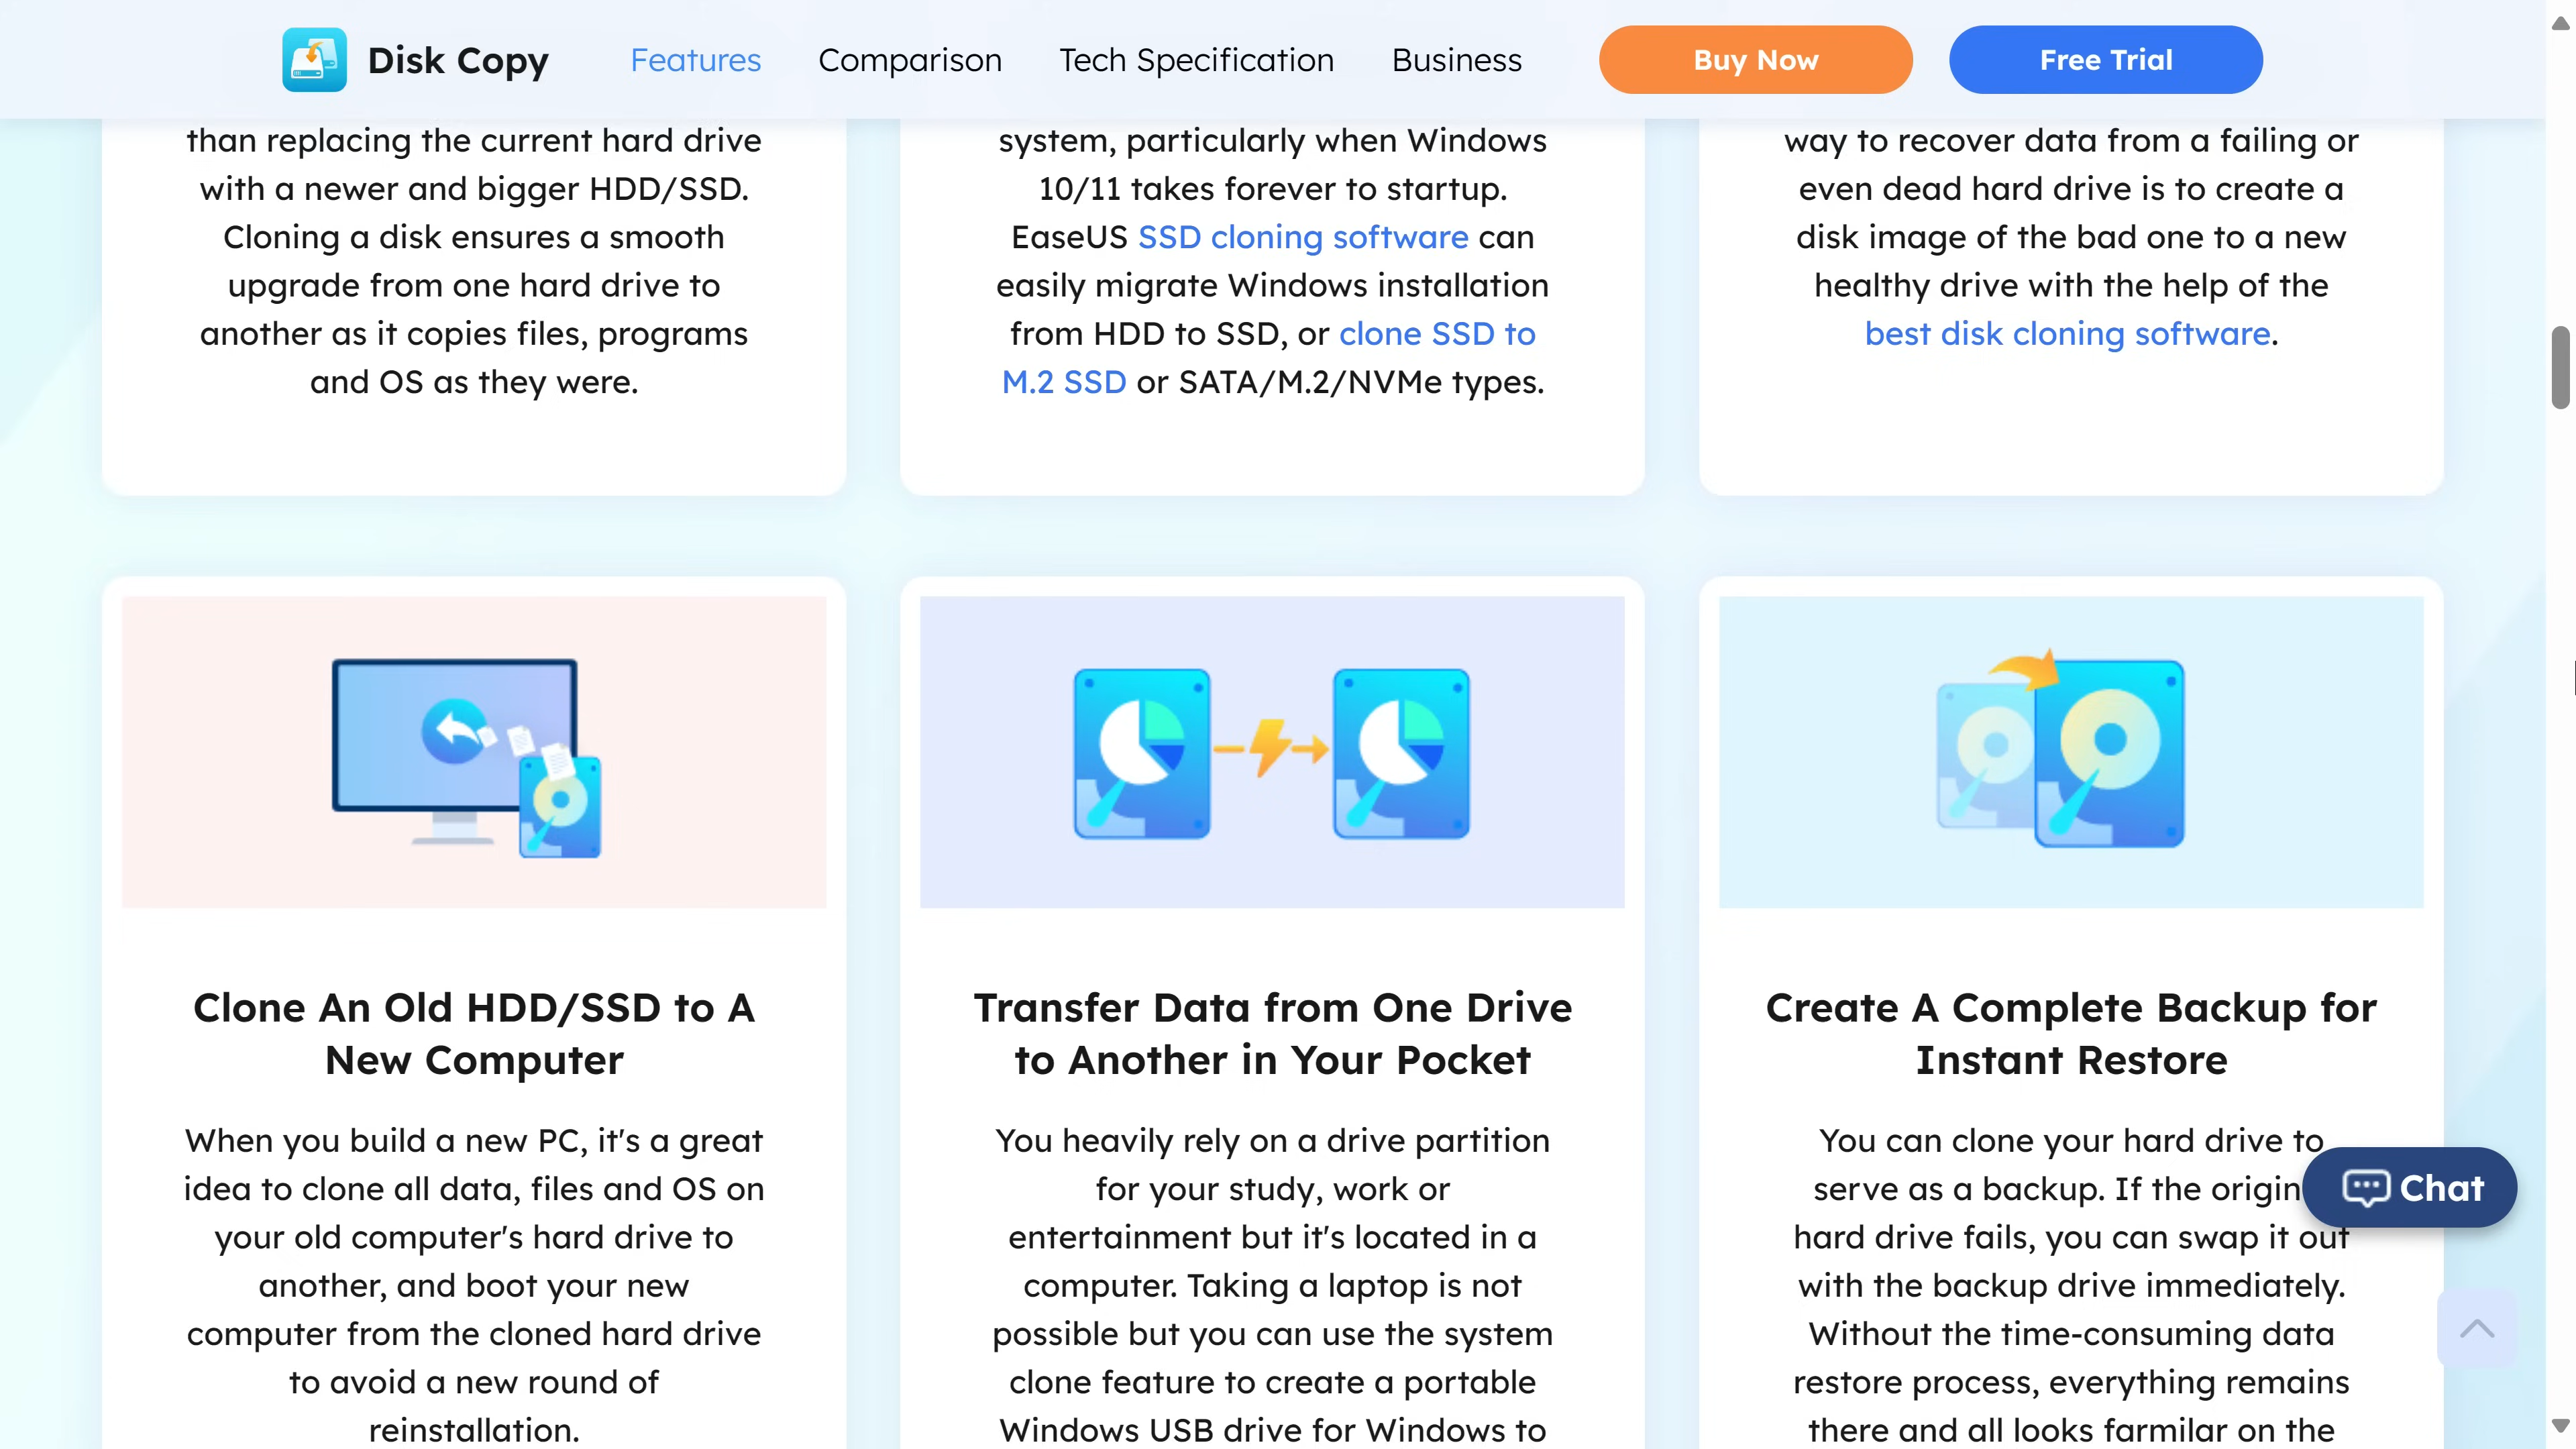 Disk Copy
Features
Comparison
Tech Specification
Business
Buy Now
Free Trial
than replacing the current hard drive
with a newer and bigger HDD/SSD.
Cloning a disk ensures a smooth
upgrade from one hard drive to
another as it copies files, programs
and OS as they were.
system, particularly when Windows
10/11 takes forever to startup.
EaseUS SSD cloning software can
easily migrate Windows installation
from HDD to SSD, or clone SSD to
M.2 SSD or SATA/M.2/NVMe types.
way to recover data from a failing or
even dead hard drive is to create a
disk image of the bad one to a new
healthy drive with the help of the
best disk cloning software.
Clone An Old HDD/SSD to A
New Computer
When you build a new PC, it's a great
idea to clone all data, files and OS on
your old computer's hard drive to
another, and boot your new
computer from the cloned hard drive
to avoid a new round of
reinstallation.
Transfer Data from One Drive
to Another in Your Pocket
You heavily rely on a drive partition
for your study, work or
entertainment but it's located in a
computer. Taking a laptop is not
possible but you can use the system
clone feature to create a portable
Windows USB drive for Windows to
Create A Complete Backup for
Instant Restore
You can clone your hard drive to
serve as a backup. If the origin
hard drive fails, you can swap it out
with the backup drive immediately.
Without the time-consuming data
restore process, everything remains
there and all looks farmilar on the
Chat